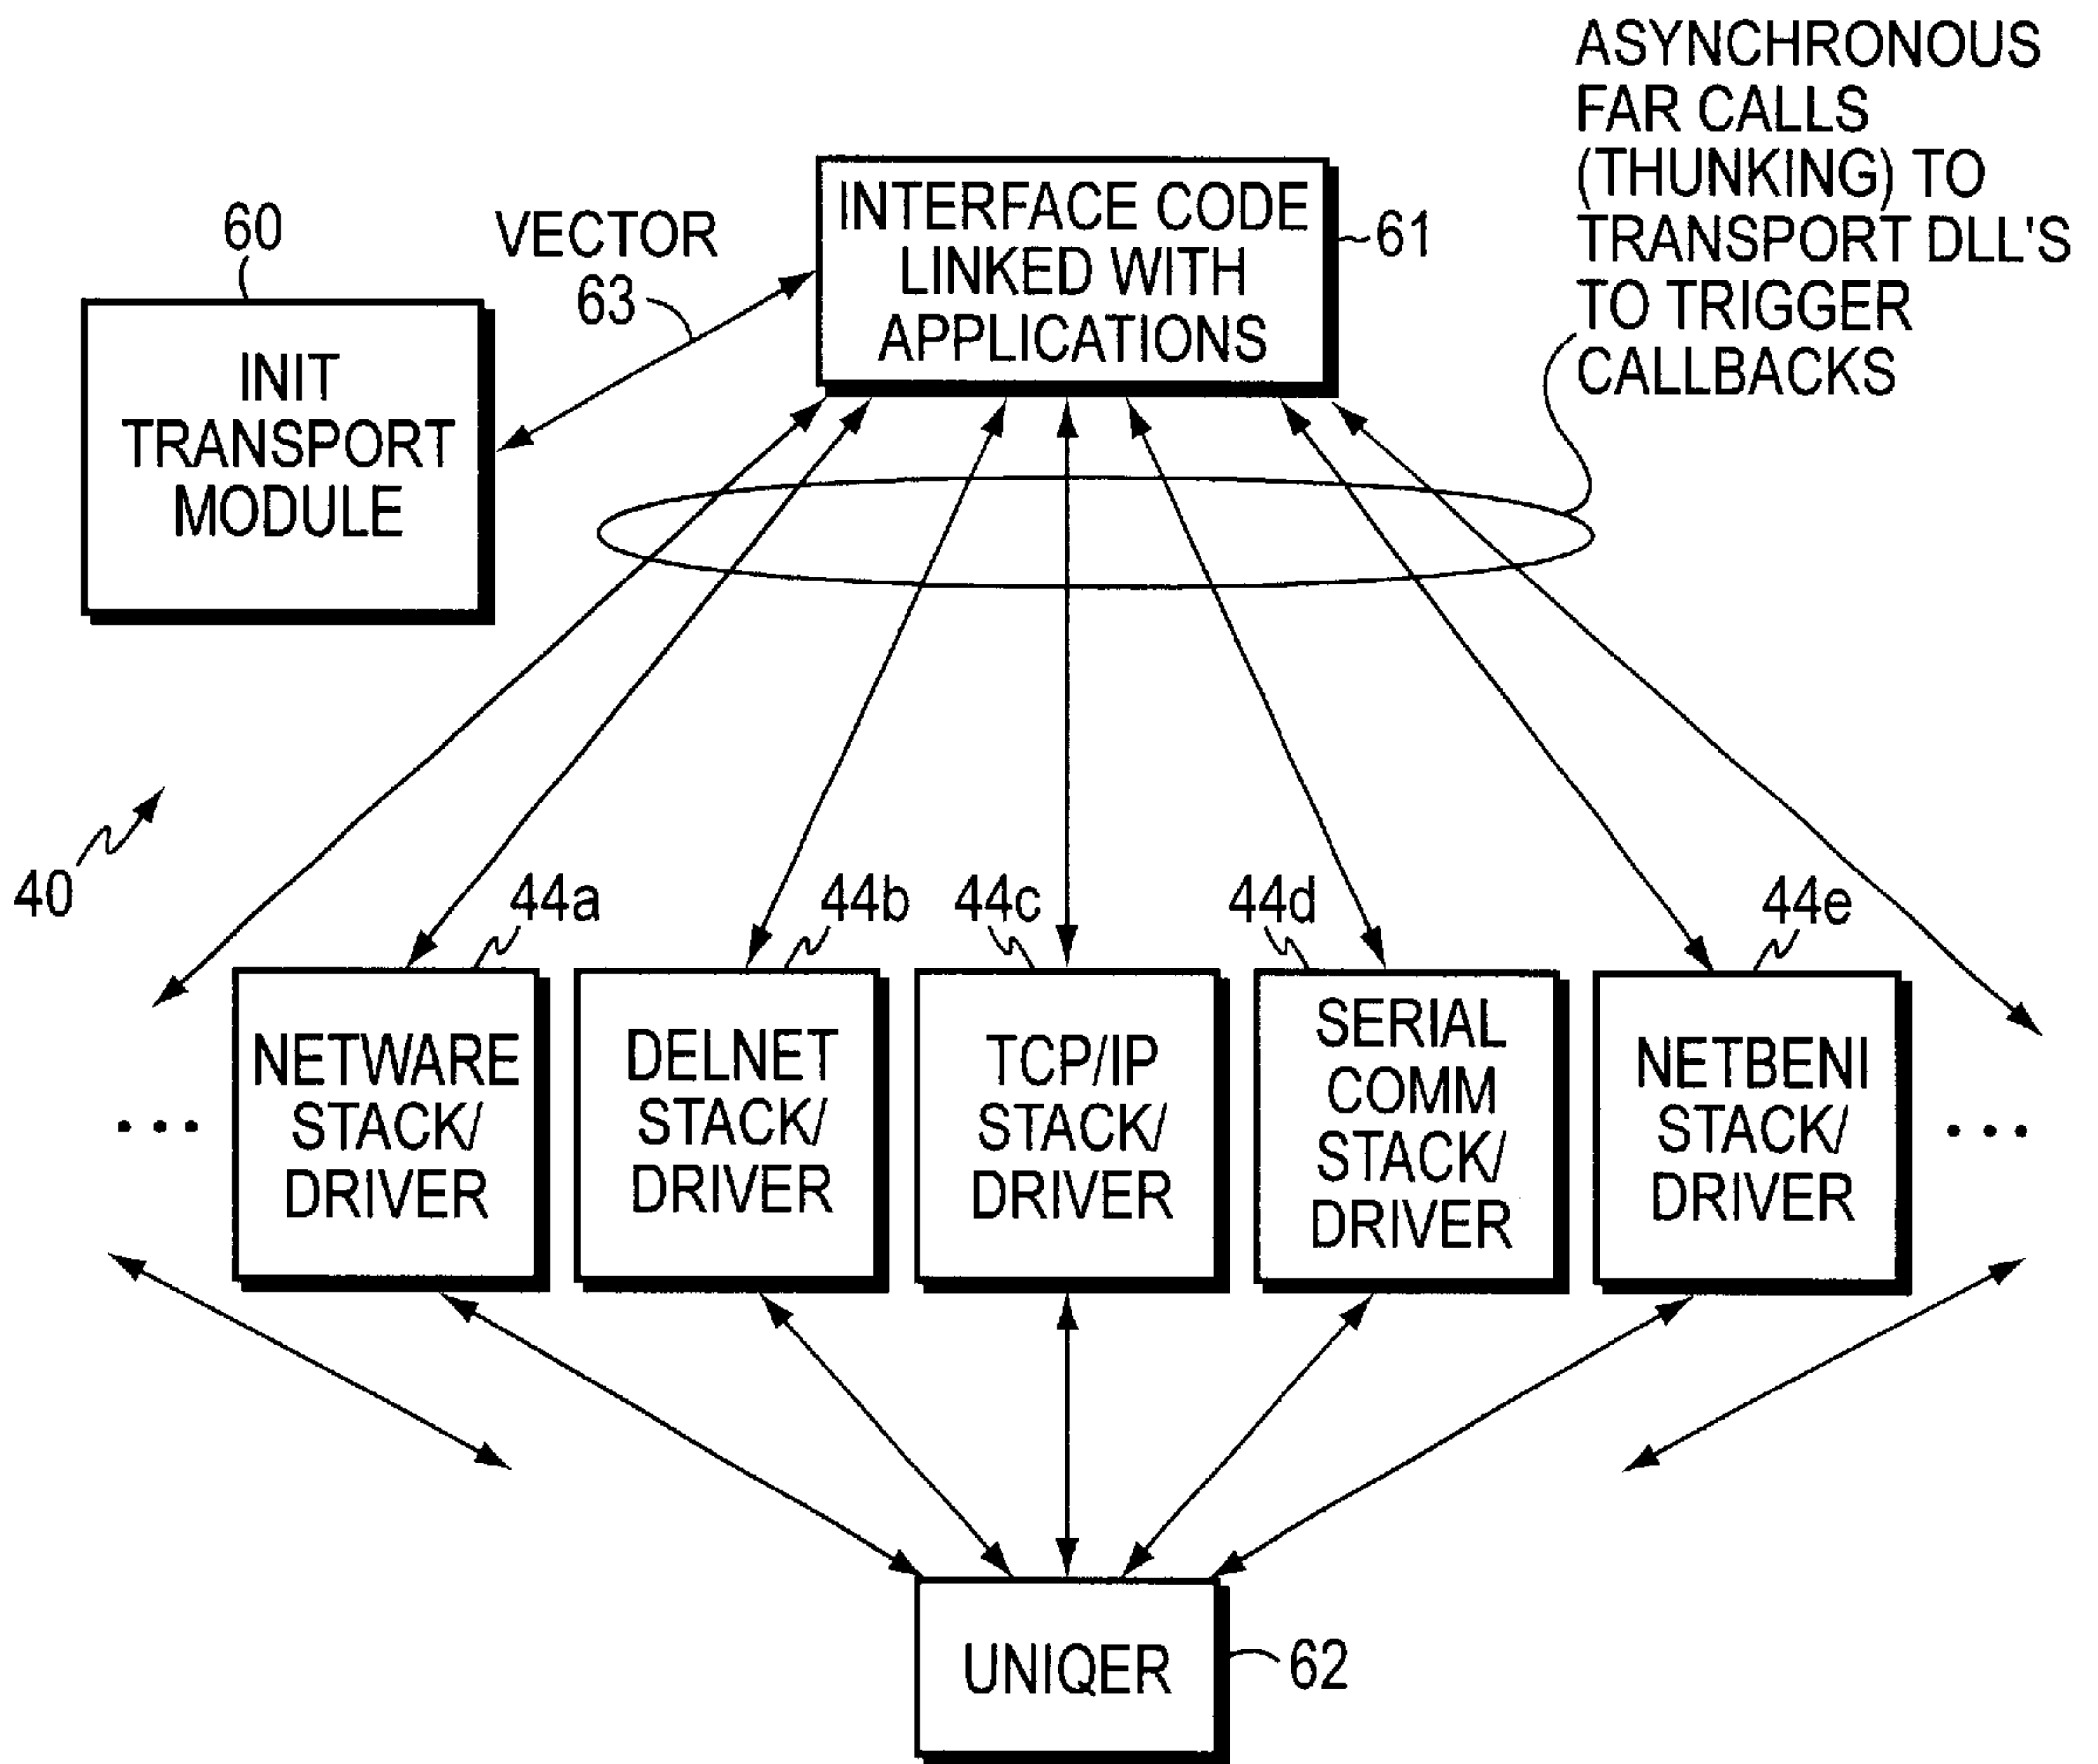 ASYNCHRONOUS
FAR CALLS
(THUNKING) TO
TRANSPORT DLL'S
TO TRIGGER
CALLBACKS
60
VECTOR
63
INTERFACE CODE
LINKED WITH
APPLICATIONS
61
INIT
TRANSPORT
MODULE
40
44a
44b
44c
44d
44e
NETWARE
STACK/
DRIVER
DELNET
STACK/
DRIVER
TCP/IP
STACK/
DRIVER
SERIAL
COMM
STACK/
DRIVER
NETBENI
STACK/
DRIVER
• • •
• • •
UNIQER
62